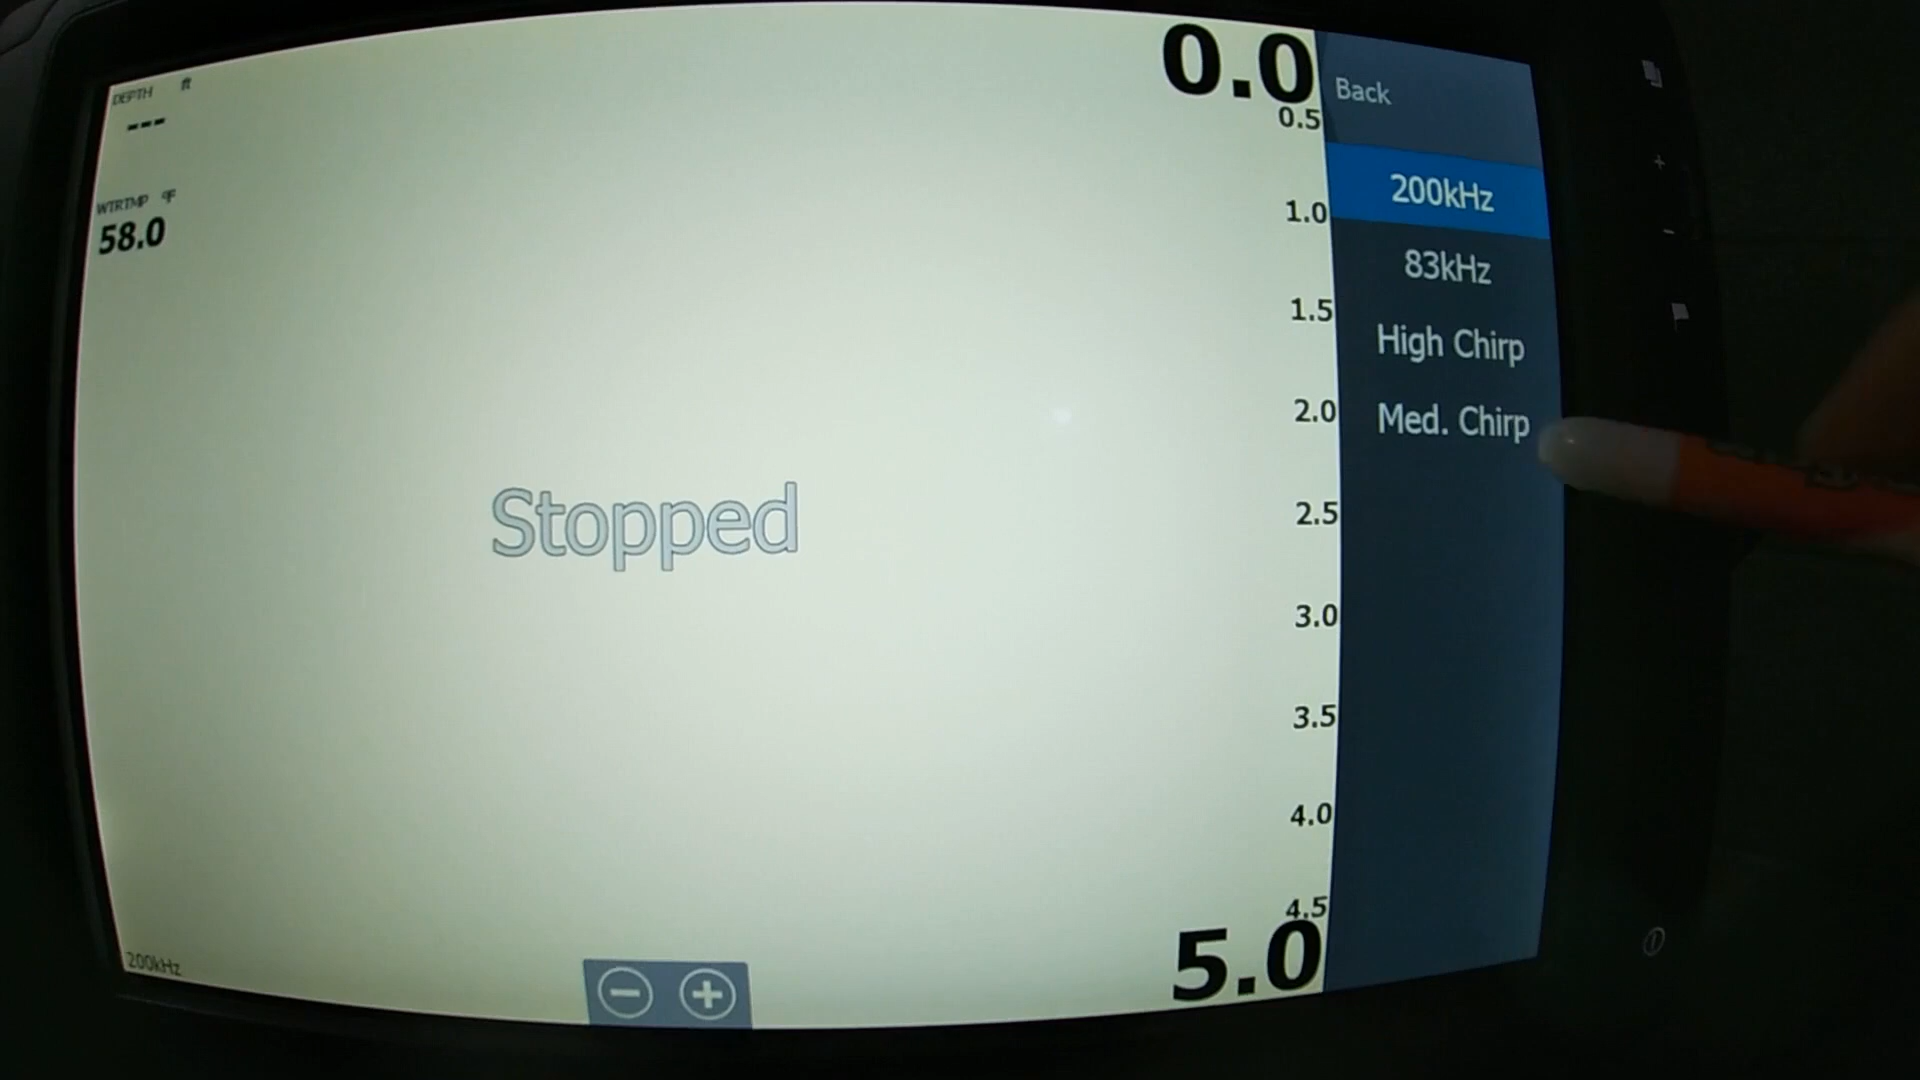 DEPTH ft
---
WTRTMP °F
58.0
Stopped
200kHz
0.0
0.5
1.0
1.5
2.0
2.5
3.0
3.5
4.0
4.5
5.0
Back
200kHz
83kHz
High Chirp
Med. Chirp